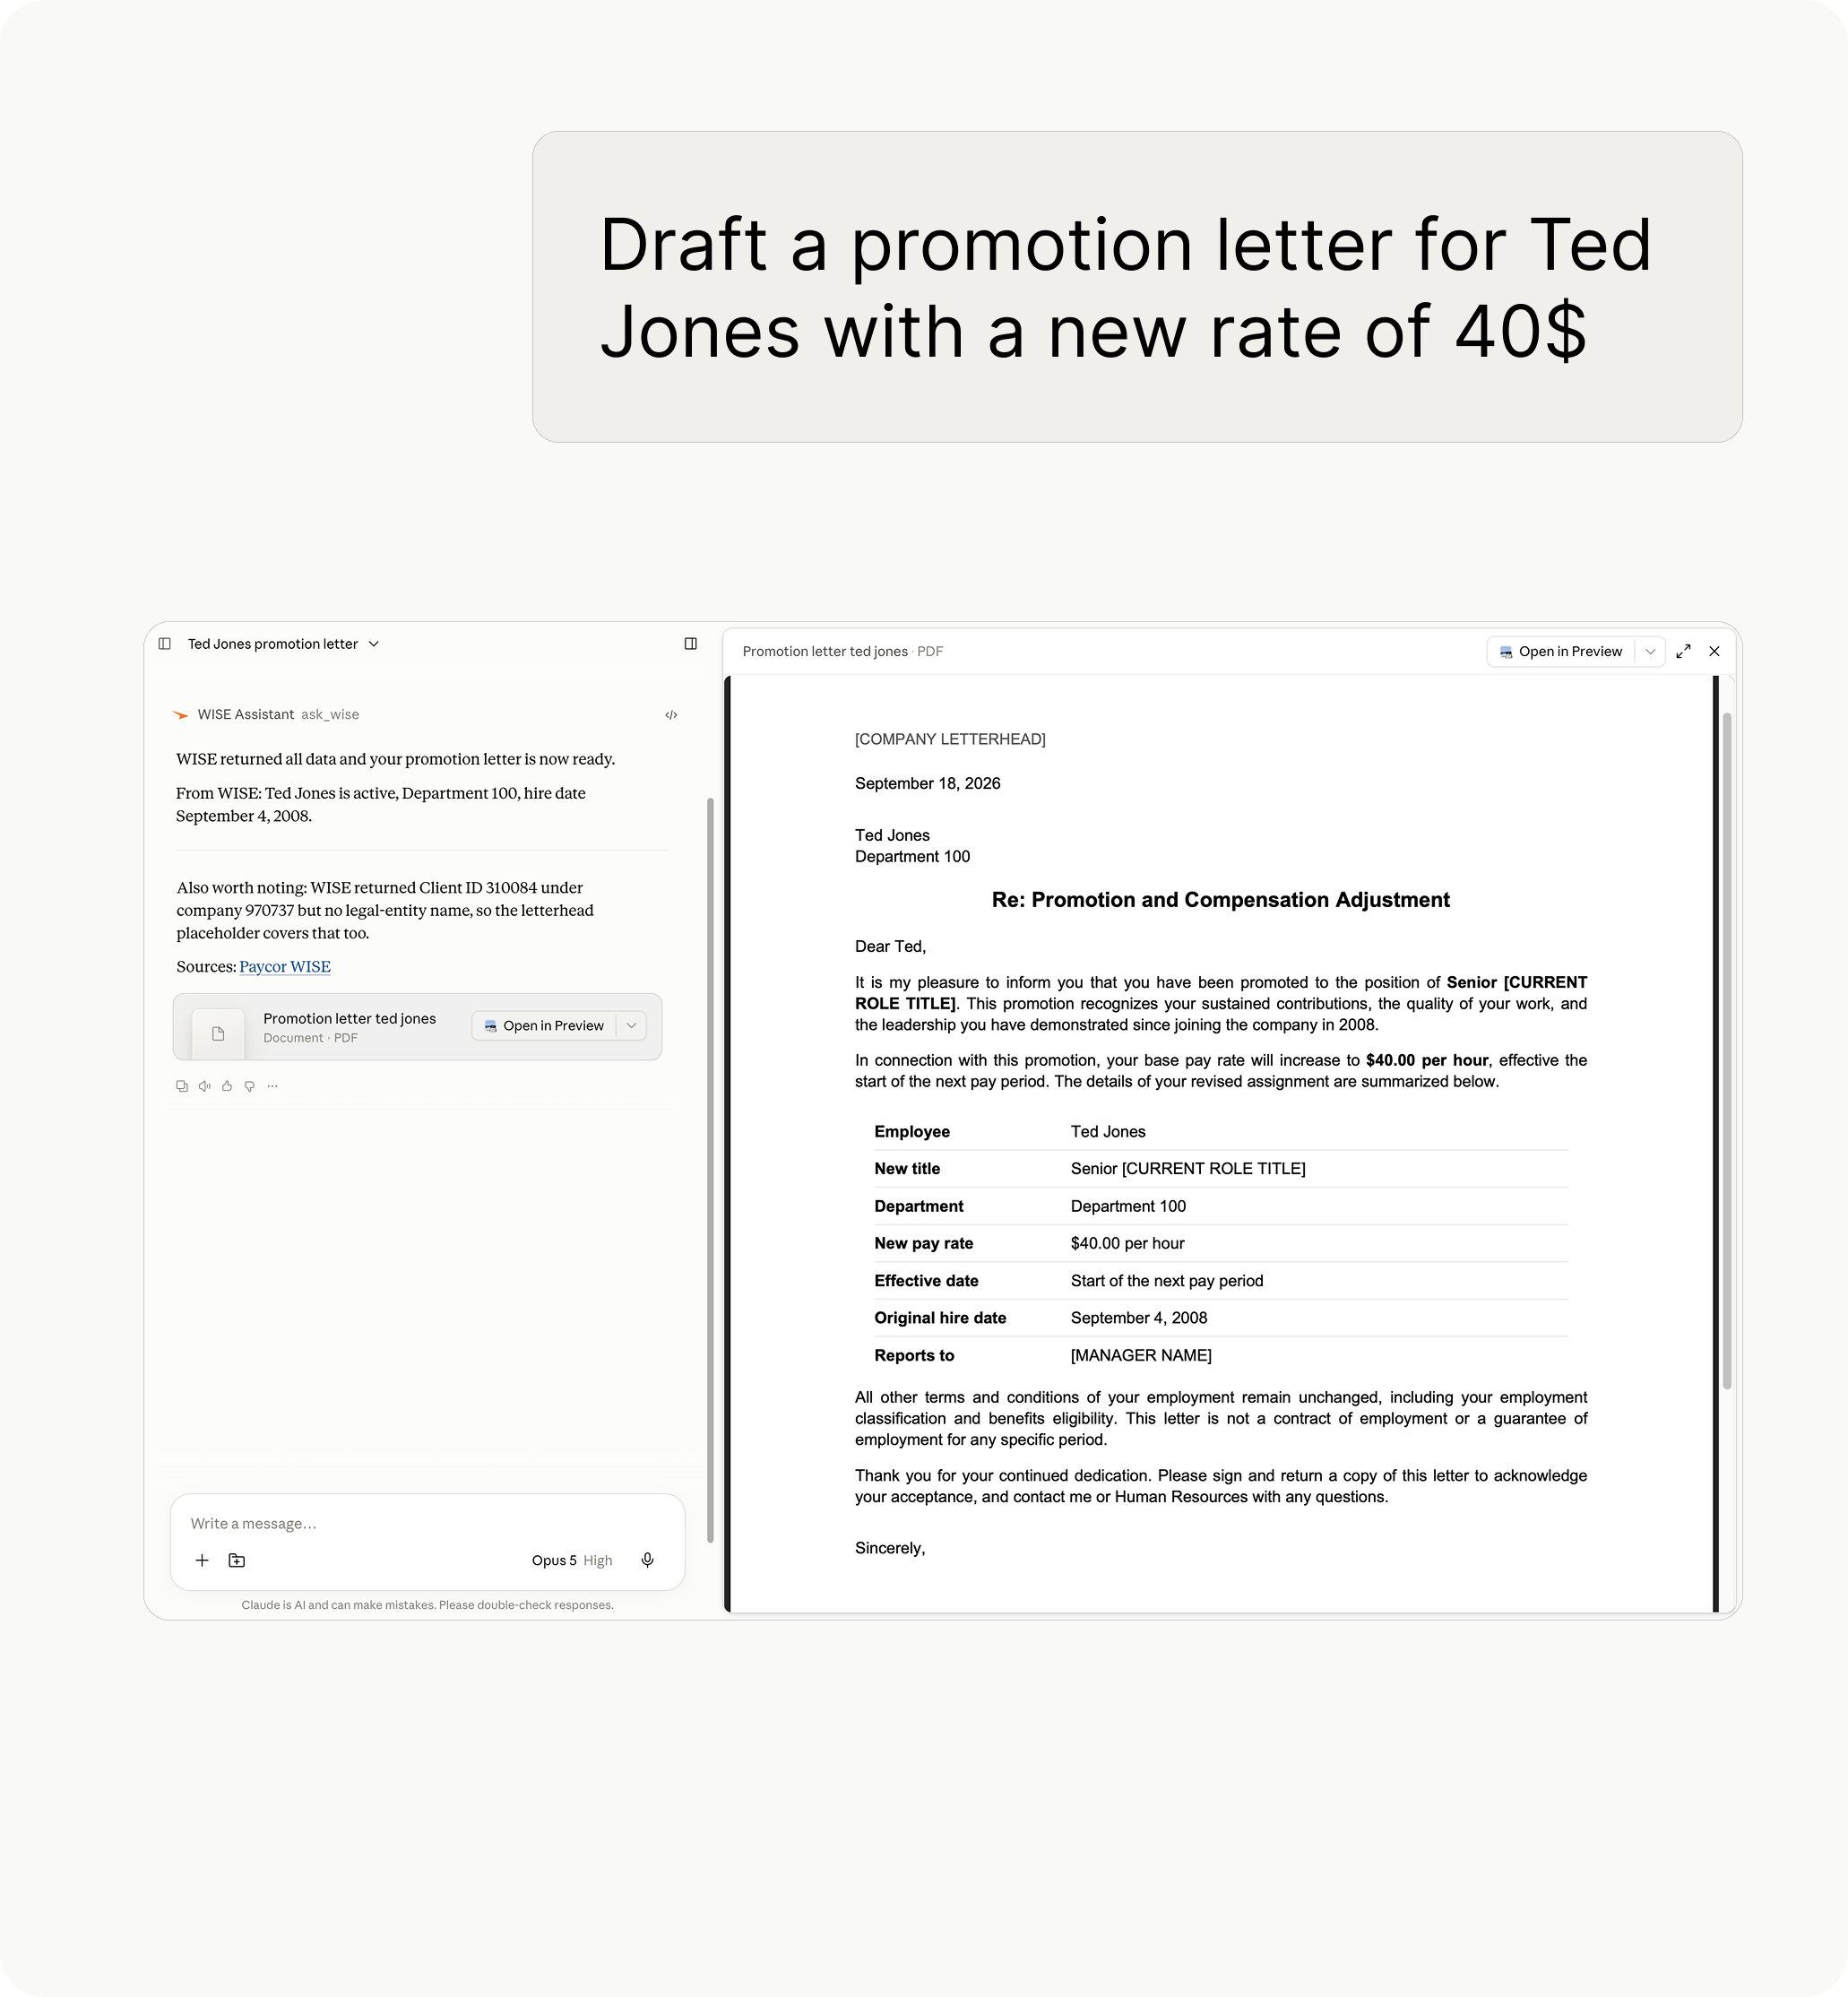 Draft a promotion letter for Ted
Jones with a new rate of 40$
Ted Jones promotion letter
WISE Assistant ask_wise
WISE returned all data and your promotion letter is now ready.
From WISE: Ted Jones is active, Department 100, hire date
September 4, 2008.
Also worth noting: WISE returned Client ID 310084 under
company 970737 but no legal-entity name, so the letterhead
placeholder covers that too.
Sources: Paycor WISE
Promotion letter ted jones
Document · PDF
Open in Preview
Write a message...
Opus 5 High
Claude is AI and can make mistakes. Please double-check responses.
Promotion letter ted jones · PDF
Open in Preview
[COMPANY LETTERHEAD]
September 18, 2026
Ted Jones
Department 100
Re: Promotion and Compensation Adjustment
Dear Ted,
It is my pleasure to inform you that you have been promoted to the position of Senior [CURRENT
ROLE TITLE]. This promotion recognizes your sustained contributions, the quality of your work, and
the leadership you have demonstrated since joining the company in 2008.
In connection with this promotion, your base pay rate will increase to $40.00 per hour, effective the
start of the next pay period. The details of your revised assignment are summarized below.
Employee Ted Jones
New title Senior [CURRENT ROLE TITLE]
Department Department 100
New pay rate $40.00 per hour
Effective date Start of the next pay period
Original hire date September 4, 2008
Reports to [MANAGER NAME]
All other terms and conditions of your employment remain unchanged, including your employment
classification and benefits eligibility. This letter is not a contract of employment or a guarantee of
employment for any specific period.
Thank you for your continued dedication. Please sign and return a copy of this letter to acknowledge
your acceptance, and contact me or Human Resources with any questions.
Sincerely,